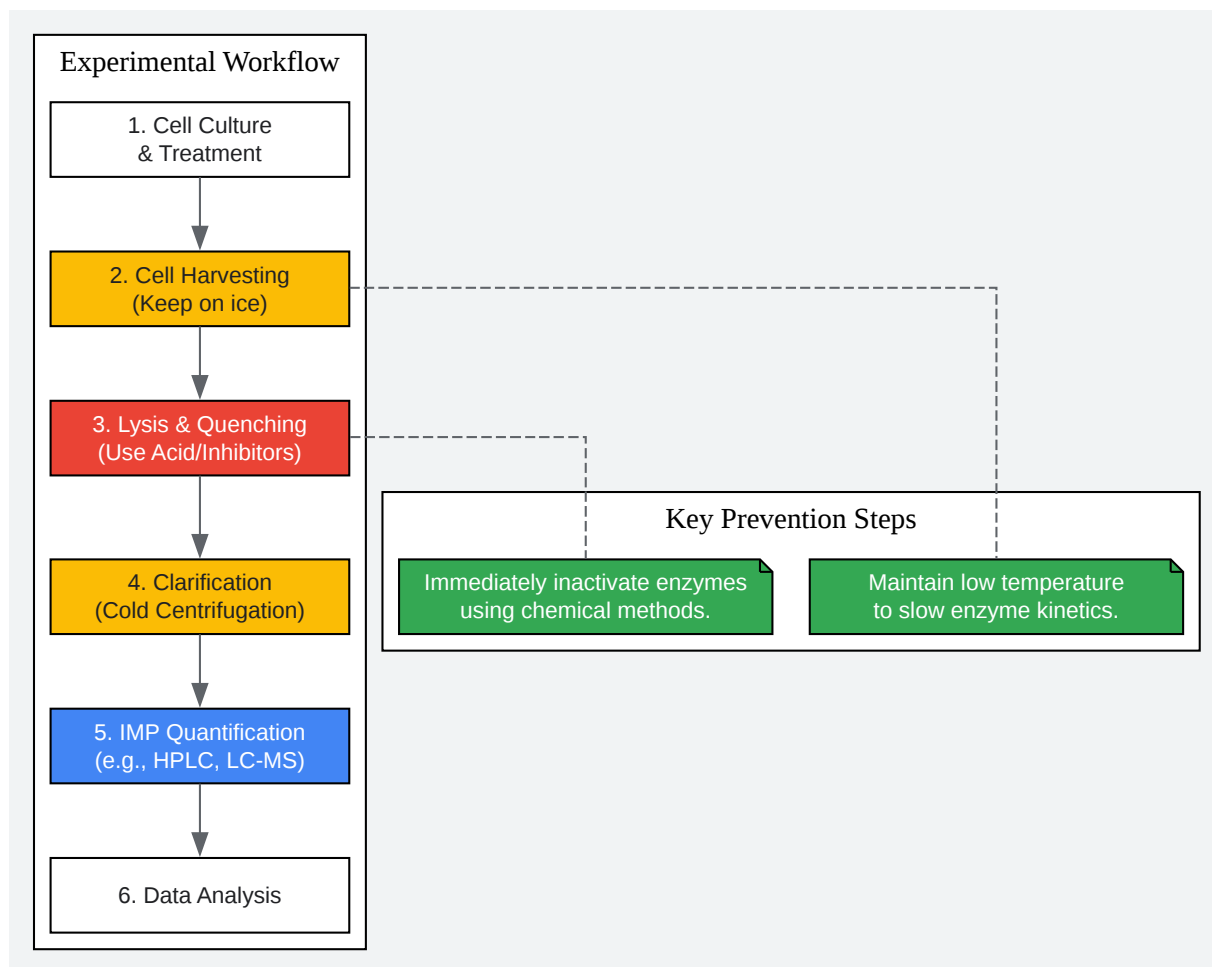 Experimental Workflow
1. Cell Culture
& Treatment
2. Cell Harvesting
(Keep on ice)
3. Lysis & Quenching
(Use Acid/Inhibitors)
4. Clarification
(Cold Centrifugation)
5. IMP Quantification
(e.g., HPLC, LC-MS)
6. Data Analysis
Key Prevention Steps
Immediately inactivate enzymes
using chemical methods.
Maintain low temperature
to slow enzyme kinetics.